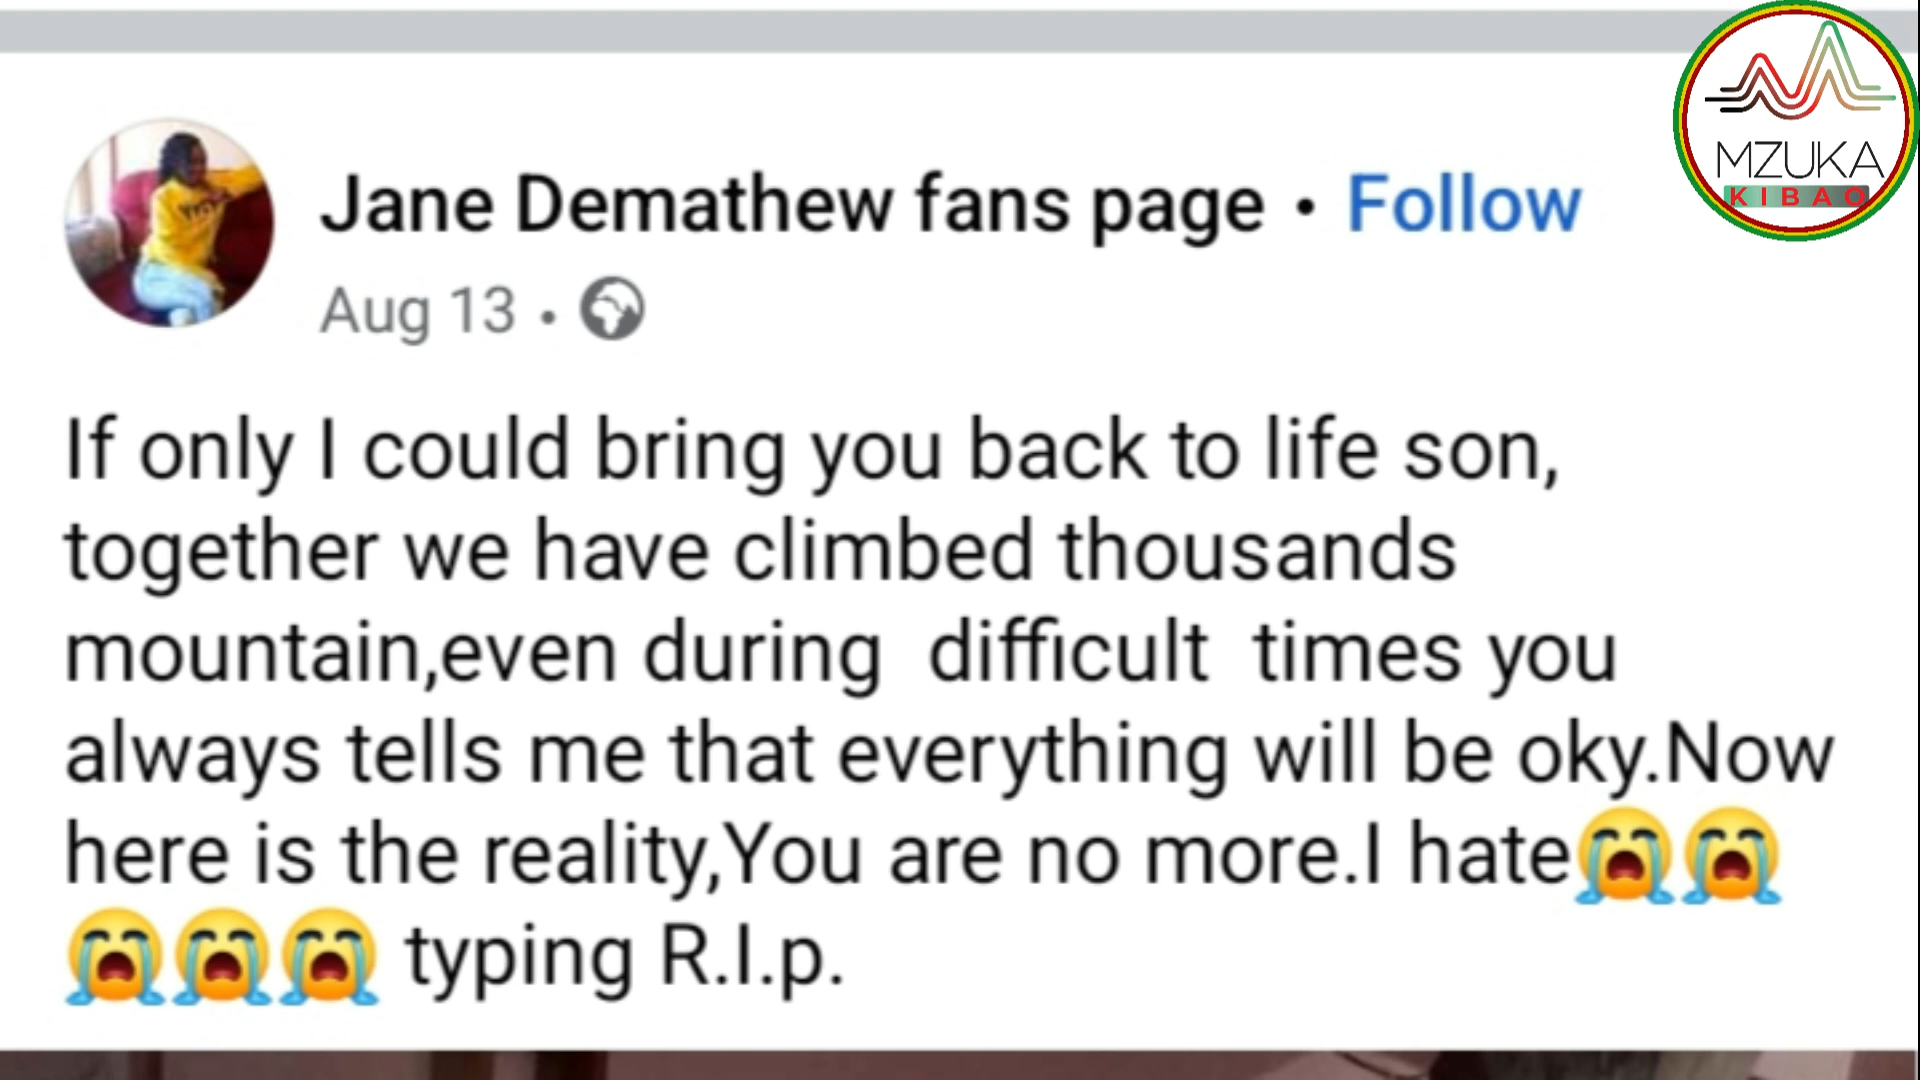 Jane Demathew fans page • Follow
Aug 13 •
If only I could bring you back to life son,
together we have climbed thousands
mountain,even during  difficult  times you
always tells me that everything will be oky.Now
here is the reality,You are no more.I hate😭😭
😭😭😭 typing R.I.p.
MZUKA
KIBAO